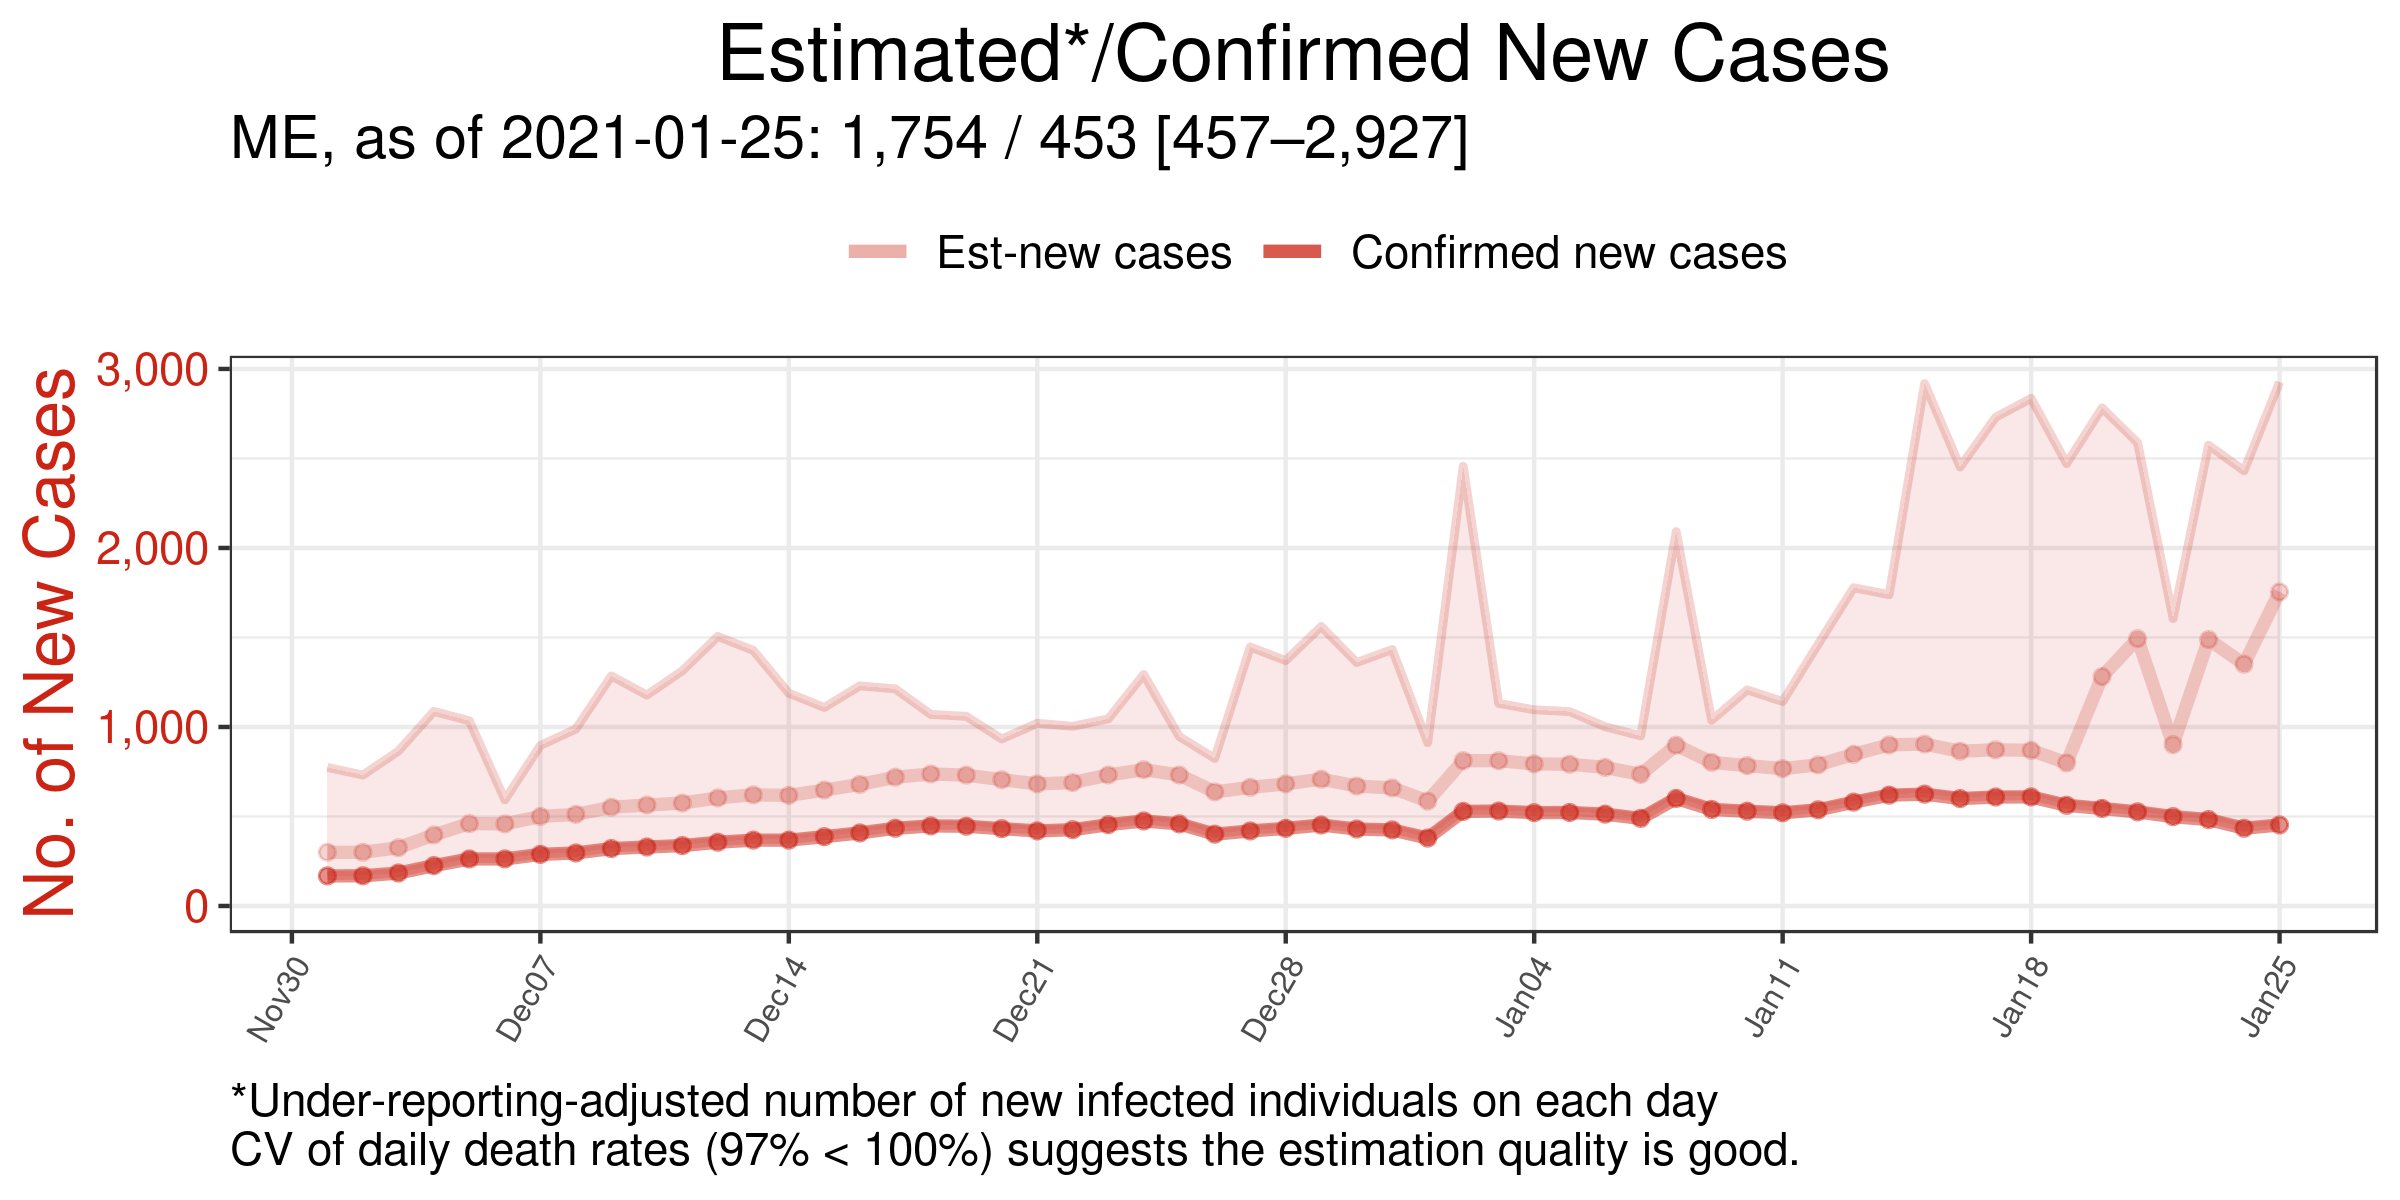 Estimated*/Confirmed New Cases
ME, as of 2021-01-25: 1,754 / 453 [457–2,927]
Est-new cases Confirmed new cases
No. of New Cases
3,000
2,000
1,000
0
Nov30 Dec07 Dec14 Dec21 Dec28 Jan04 Jan11 Jan18 Jan25
*Under-reporting-adjusted number of new infected individuals on each day
CV of daily death rates (97% < 100%) suggests the estimation quality is good.